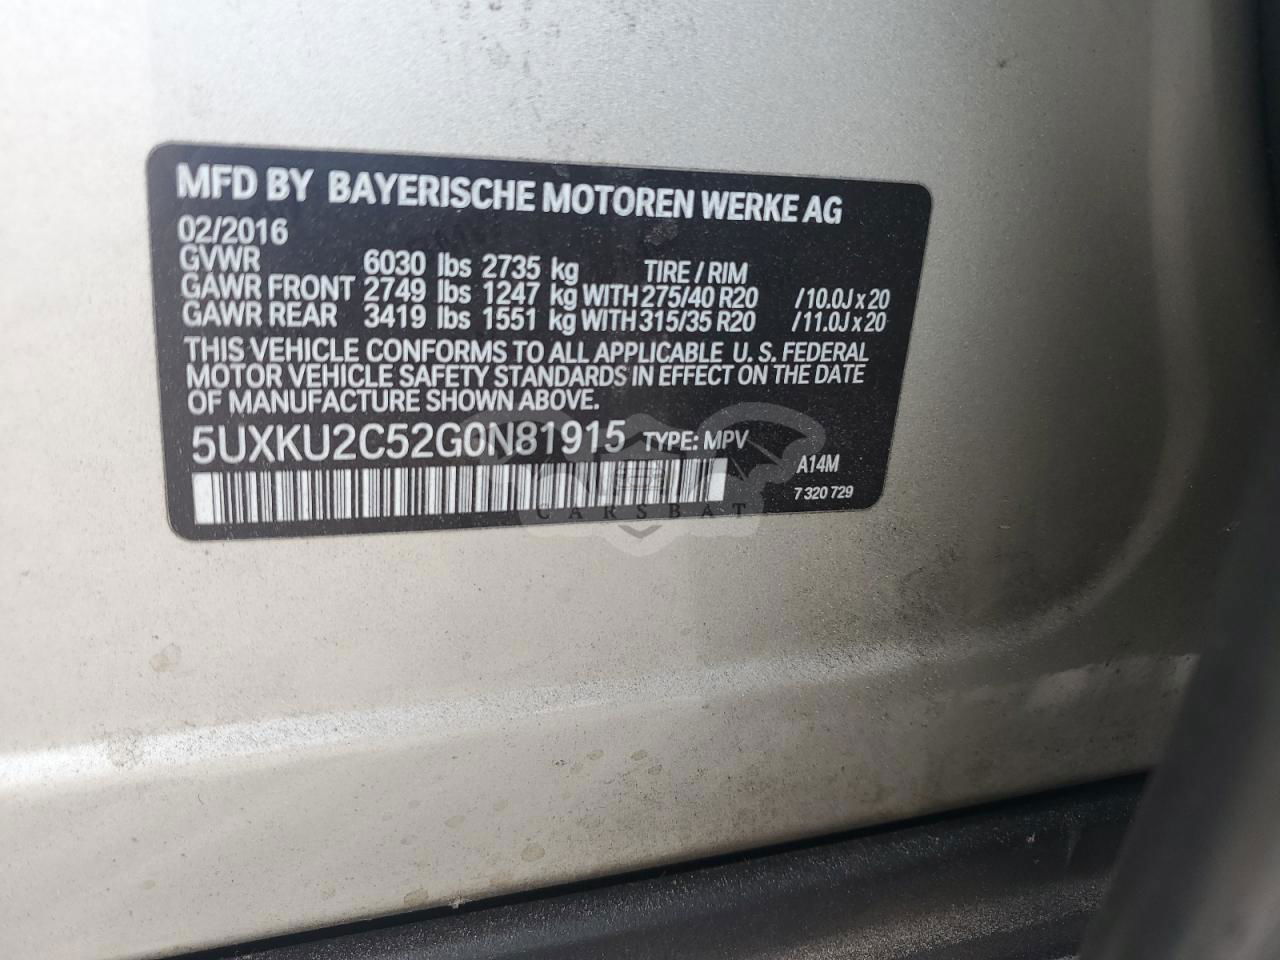 MFD BY BAYERISCHE MOTOREN WERKE AG
02/2016
GVWR 6030 lbs 2735 kg TIRE / RIM
GAWR FRONT 2749 lbs 1247 kg WITH 275/40 R20 /10.0J x 20
GAWR REAR 3419 lbs 1551 kg WITH 315/35 R20 /11.0J x 20
THIS VEHICLE CONFORMS TO ALL APPLICABLE U. S. FEDERAL
MOTOR VEHICLE SAFETY STANDARDS IN EFFECT ON THE DATE
OF MANUFACTURE SHOWN ABOVE.
5UXKU2C52G0N81915 TYPE: MPV
A14M
7 320 729
CARSBAT